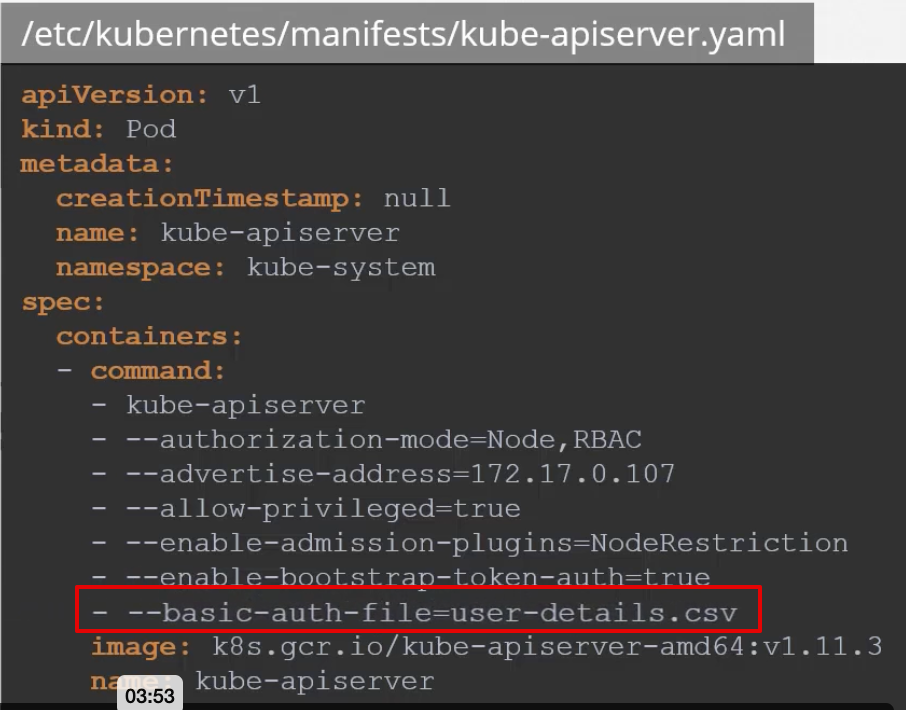 /etc/kubernetes/manifests/kube-apiserver.yaml
apiVersion: v1
kind: Pod
metadata:
  creationTimestamp: null
  name: kube-apiserver
  namespace: kube-system
spec:
  containers:
  - command:
    - kube-apiserver
    - --authorization-mode=Node,RBAC
    - --advertise-address=172.17.0.107
    - --allow-privileged=true
    - --enable-admission-plugins=NodeRestriction
    - --enable-bootstrap-token-auth=true
    - --basic-auth-file=user-details.csv
    image: k8s.gcr.io/kube-apiserver-amd64:v1.11.3
    kube-apiserver
03:53